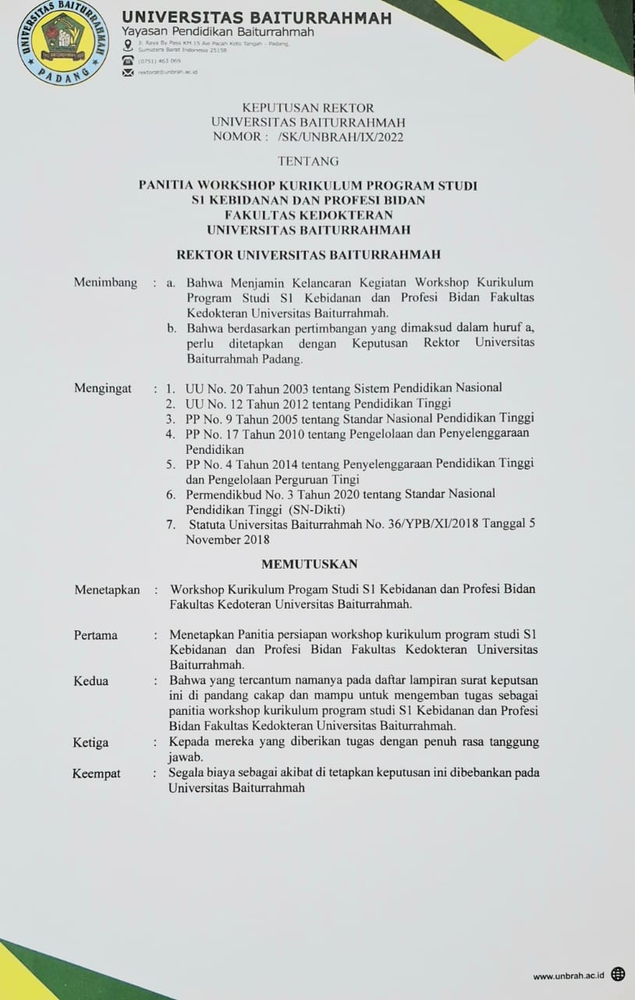 UNIVERSITAS BAITURRAHMAH
PADANG
UNIVERSITAS BAITURRAHMAH
Yayasan Pendidikan Baiturrahmah
Jl. Raya By Pass KM.15 Aie Pacah Koto Tangah - Padang,
Sumatera Barat Indonesia 25158
(0751) 463 069
rektorat@unbrah.ac.id
KEPUTUSAN REKTOR
UNIVERSITAS BAITURRAHMAH
NOMOR : /SK/UNBRAH/IX/2022
TENTANG
PANITIA WORKSHOP KURIKULUM PROGRAM STUDI
S1 KEBIDANAN DAN PROFESI BIDAN
FAKULTAS KEDOKTERAN
UNIVERSITAS BAITURRAHMAH
REKTOR UNIVERSITAS BAITURRAHMAH
Menimbang : a. Bahwa Menjamin Kelancaran Kegiatan Workshop Kurikulum
Program Studi S1 Kebidanan dan Profesi Bidan Fakultas
Kedokteran Universitas Baiturrahmah.
b. Bahwa berdasarkan pertimbangan yang dimaksud dalam huruf a,
perlu ditetapkan dengan Keputusan Rektor Universitas
Baiturrahmah Padang.
Mengingat : 1. UU No. 20 Tahun 2003 tentang Sistem Pendidikan Nasional
2. UU No. 12 Tahun 2012 tentang Pendidikan Tinggi
3. PP No. 9 Tahun 2005 tentang Standar Nasional Pendidikan Tinggi
4. PP No. 17 Tahun 2010 tentang Pengelolaan dan Penyelenggaraan
Pendidikan
5. PP No. 4 Tahun 2014 tentang Penyelenggaraan Pendidikan Tinggi
dan Pengelolaan Perguruan Tingi
6. Permendikbud No. 3 Tahun 2020 tentang Standar Nasional
Pendidikan Tinggi (SN-Dikti)
7. Statuta Universitas Baiturrahmah No. 36/YPB/XI/2018 Tanggal 5
November 2018
MEMUTUSKAN
Menetapkan : Workshop Kurikulum Progam Studi S1 Kebidanan dan Profesi Bidan
Fakultas Kedoteran Universitas Baiturrahmah.
Pertama : Menetapkan Panitia persiapan workshop kurikulum program studi S1
Kebidanan dan Profesi Bidan Fakultas Kedokteran Universitas
Baiturrahmah.
Kedua : Bahwa yang tercantum namanya pada daftar lampiran surat keputsan
ini di pandang cakap dan mampu untuk mengemban tugas sebagai
panitia workshop kurikulum program studi S1 Kebidanan dan Profesi
Bidan Fakultas Kedokteran Universitas Baiturrahmah.
Ketiga : Kepada mereka yang diberikan tugas dengan penuh rasa tanggung
jawab.
Keempat : Segala biaya sebagai akibat di tetapkan keputusan ini dibebankan pada
Universitas Baiturrahmah
www.unbrah.ac.id